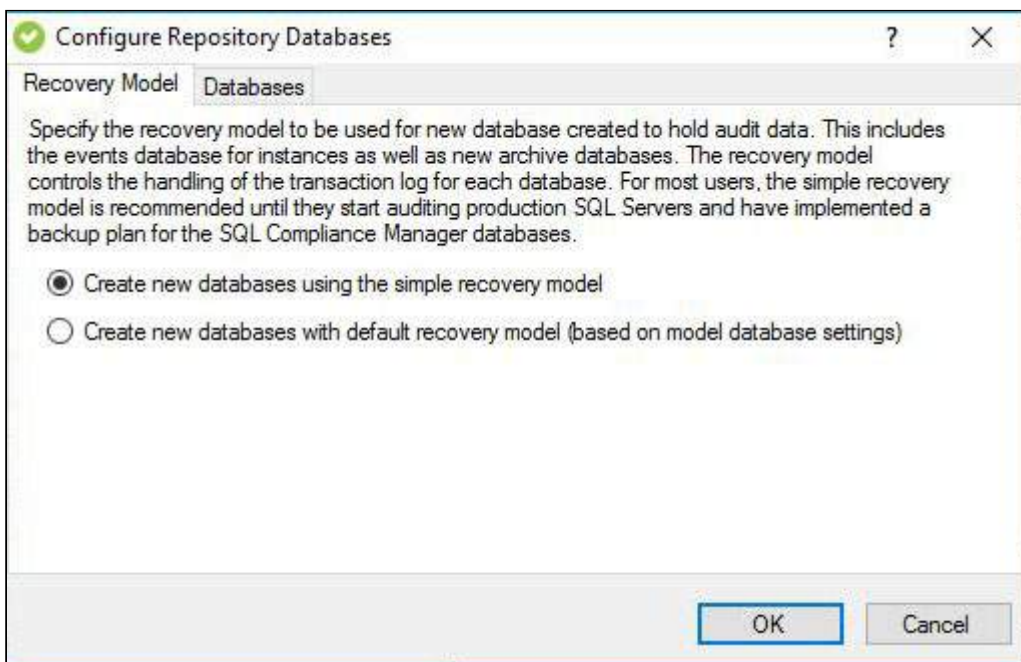 Configure Repository Databases
?
Recovery Model
Databases
Specify the recovery model to be used for new database created to hold audit data. This includes
the events database for instances as well as new archive databases. The recovery model
controls the handling of the transaction log for each database. For most users, the simple recovery
model is recommended until they start auditing production SQL Servers and have implemented a
backup plan for the SQL Compliance Manager databases.
Create new databases using the simple recovery model
Create new databases with default recovery model (based on model database settings)
OK
Cancel